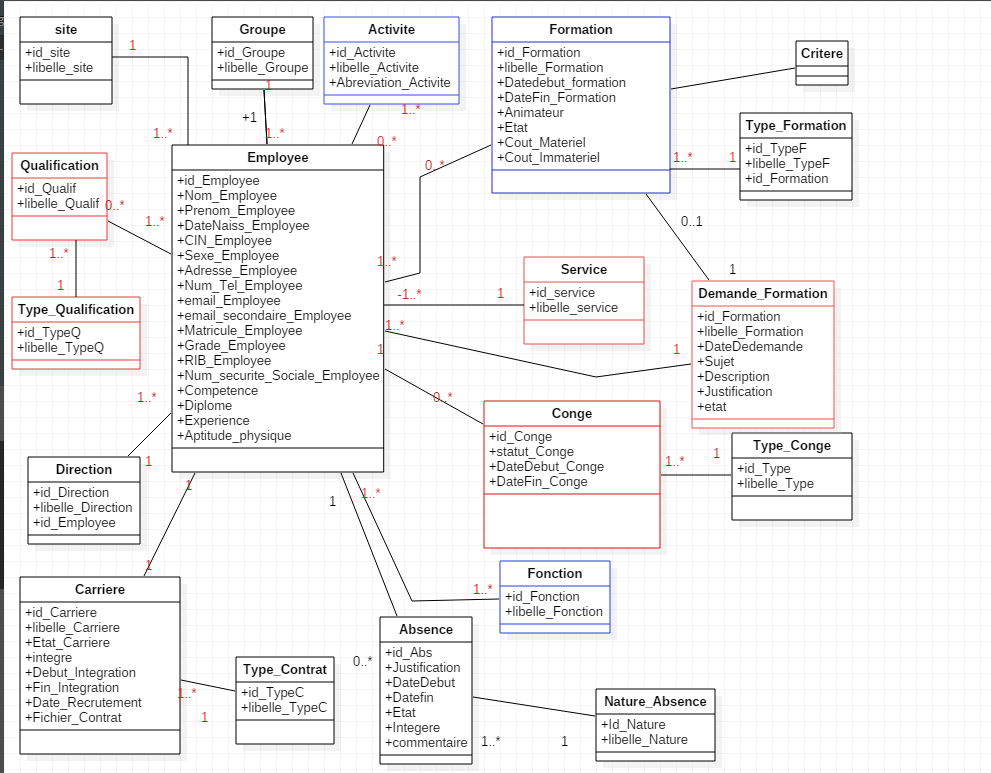 site
+id_site
+libelle_site
1
1..*
Groupe
+id_Groupe
+libelle_Groupe
1
+1
1..*
Activite
+id_Activite
+libelle_Activite
+Abreviation_Activite
1..*
0..*
Formation
+id_Formation
+libelle_Formation
+Datedebut_formation
+DateFin_Formation
+Animateur
+Etat
+Cout_Materiel
+Cout_Immateriel
0..*
1..*
Critere
Type_Formation
+id_TypeF
+libelle_TypeF
+id_Formation
1..*
1
Qualification
+id_Qualif
+libelle_Qualif
0..*
1..*
1..*
1
Type_Qualification
+id_TypeQ
+libelle_TypeQ
Employee
+id_Employee
+Nom_Employee
+Prenom_Employee
+DateNaiss_Employee
+CIN_Employee
+Sexe_Employee
+Adresse_Employee
+Num_Tel_Employee
+email_Employee
+email_secondaire_Employee
+Matricule_Employee
+Grade_Employee
+RIB_Employee
+Num_securite_Sociale_Employee
+Competence
+Diplome
+Experience
+Aptitude_physique
Service
+id_service
+libelle_service
-1..*
1
0..1
1
Demande_Formation
+id_Formation
+libelle_Formation
+DateDedemande
+Sujet
+Description
+Justification
+etat
1..*
1
1
0..*
Conge
+id_Conge
+statut_Conge
+DateDebut_Conge
+DateFin_Conge
1..*
1
Type_Conge
+id_Type
+libelle_Type
1..*
1
Direction
+id_Direction
+libelle_Direction
+id_Employee
1
1
Carriere
+id_Carriere
+libelle_Carriere
+Etat_Carriere
+integre
+Debut_Integration
+Fin_Integration
+Date_Recrutement
+Fichier_Contrat
1..*
1
Type_Contrat
+id_TypeC
+libelle_TypeC
1
1..*
1..*
Fonction
+id_Fonction
+libelle_Fonction
0..*
Absence
+id_Abs
+Justification
+DateDebut
+Datefin
+Etat
+Integere
+commentaire
1..*
1
Nature_Absence
+Id_Nature
+libelle_Nature